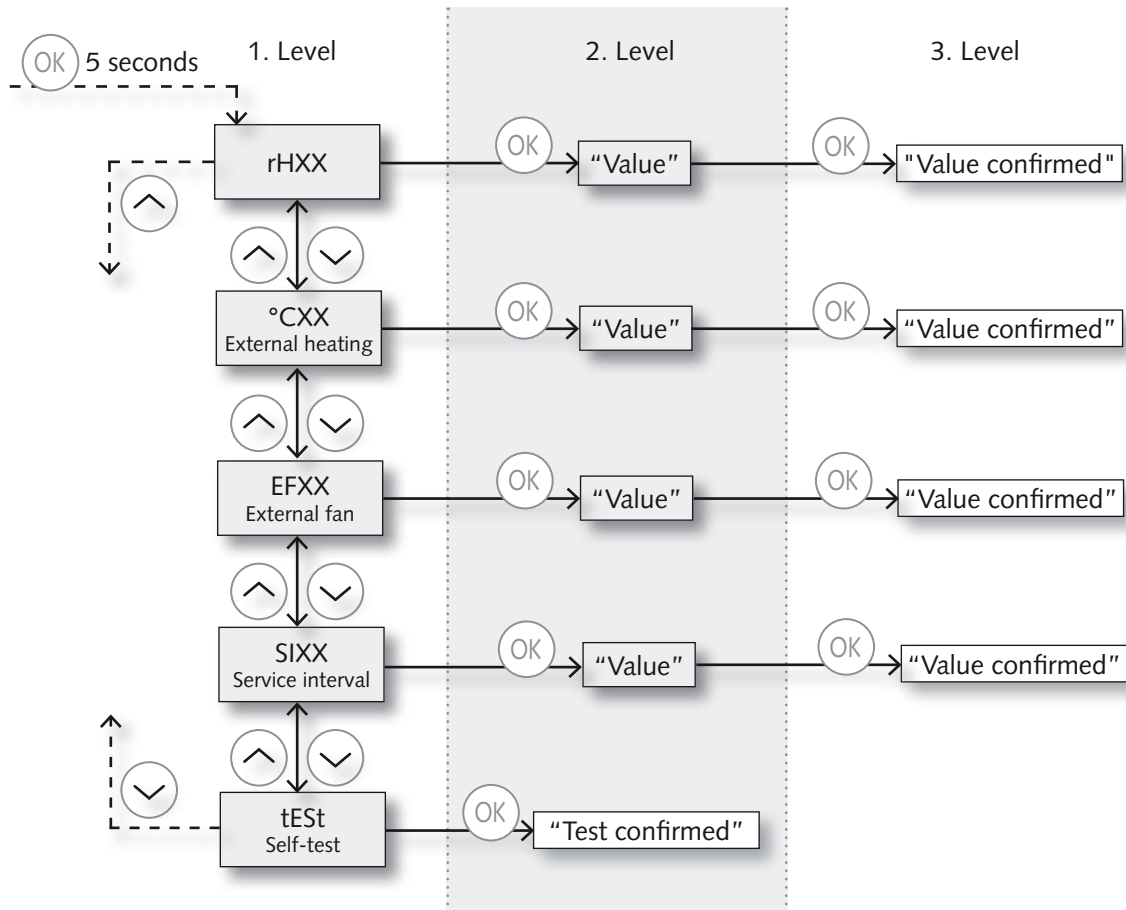 1. Level
2. Level
3. Level
OK 5 seconds
rHXX
OK
“Value”
OK
"Value confirmed"
°CXX
External heating
OK
“Value”
OK
“Value confirmed”
EFXX
External fan
OK
“Value”
OK
“Value confirmed”
SIXX
Service interval
OK
“Value”
OK
“Value confirmed”
tESt
Self-test
OK
“Test confirmed”